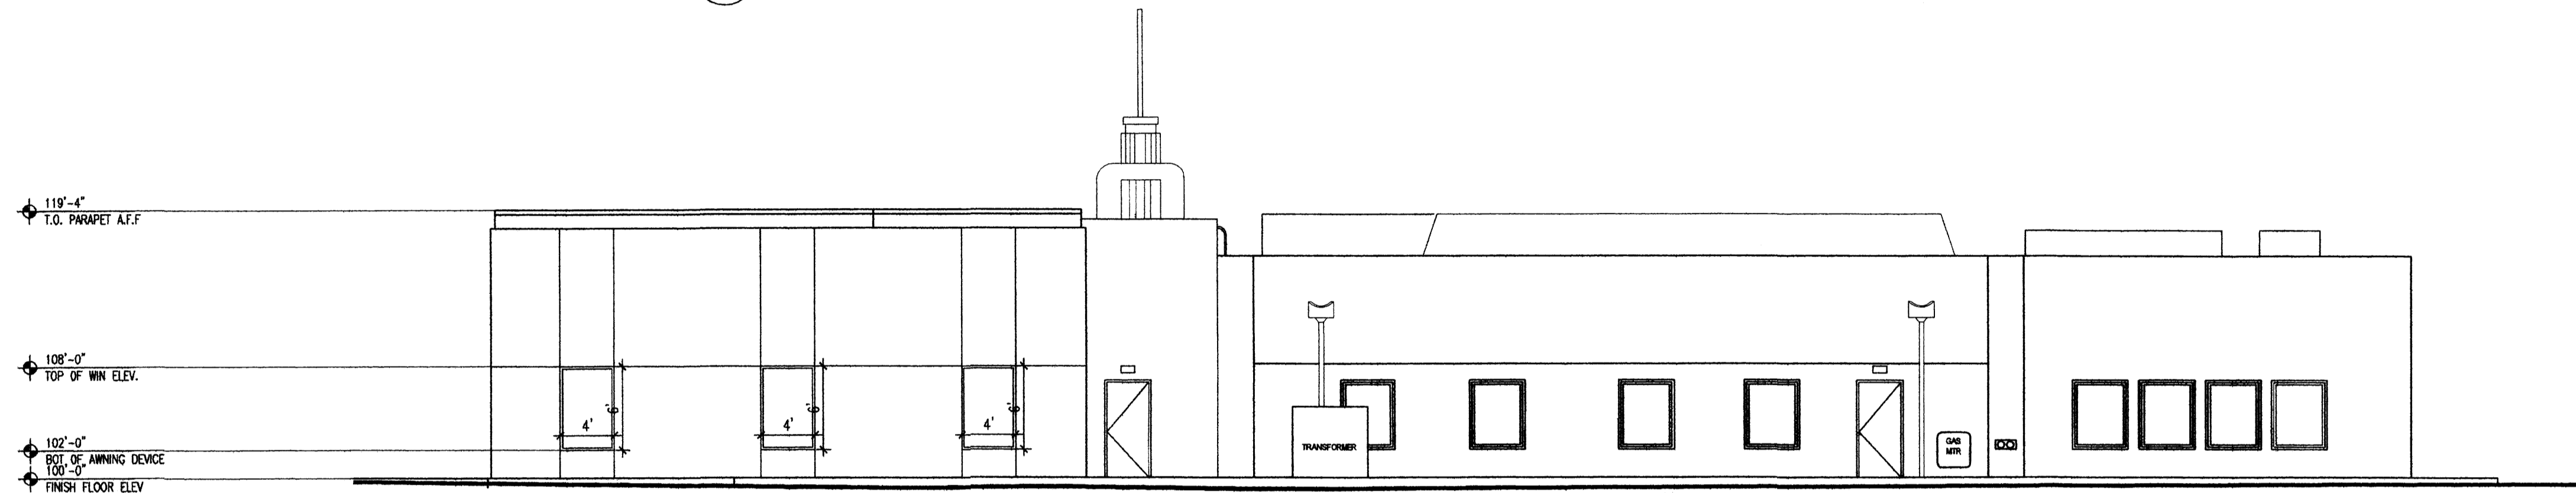 119'-4"
T.O. PARAPET A.F.F
108'-0"
TOP OF WIN ELEV.
4'
6'
4'
6'
4'
6'
102'-0"
BOT OF AWNING DEVICE
100'-0"
FINISH FLOOR ELEV
TRANSFORMER
GAS
MTR